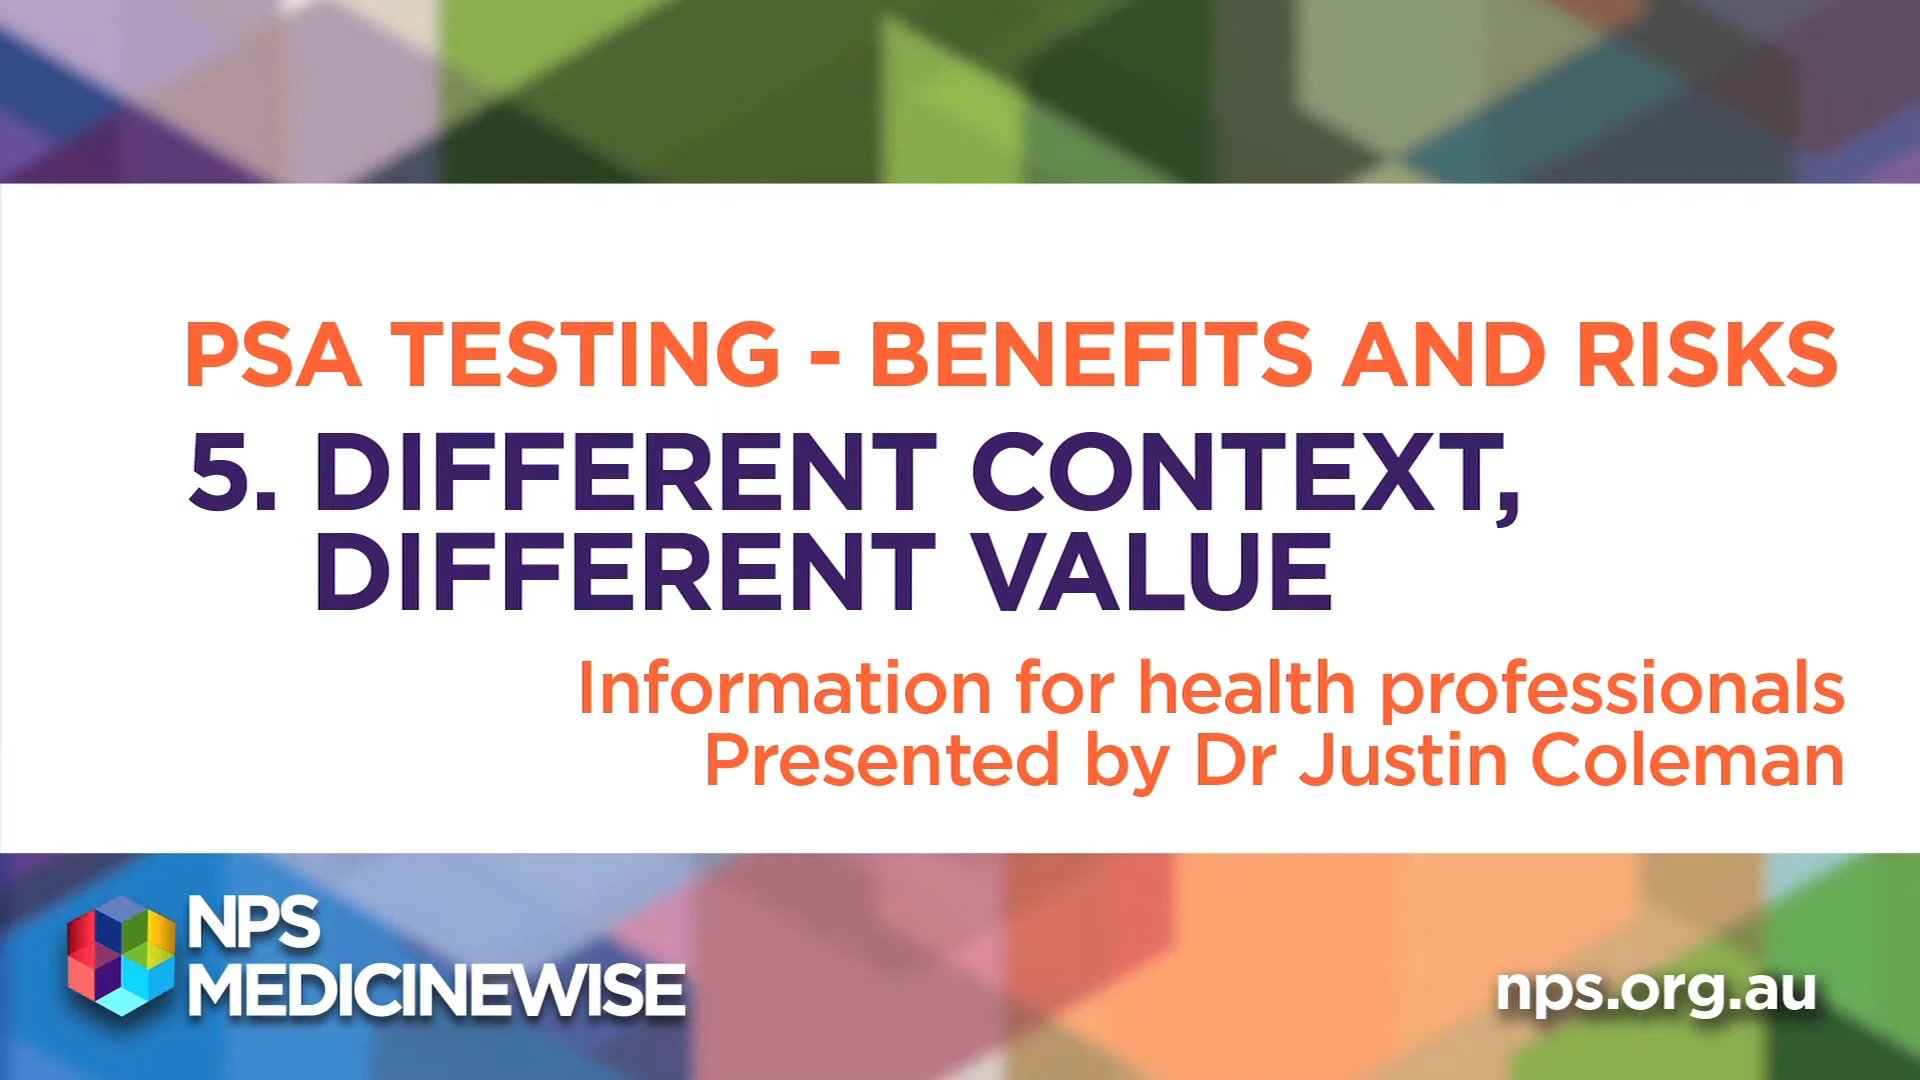 PSA TESTING - BENEFITS AND RISKS
5. DIFFERENT CONTEXT,
DIFFERENT VALUE
Information for health professionals
Presented by Dr Justin Coleman
NPS
MEDICINEWISE
nps.org.au